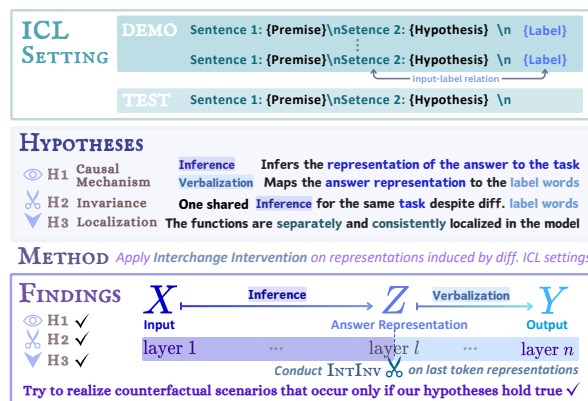 ICL SETTING
DEMO Sentence 1: {Premise}\nSetence 2: {Hypothesis} \n {Label}
⋮
Sentence 1: {Premise}\nSetence 2: {Hypothesis} \n {Label}
Input-label relation
TEST Sentence 1: {Premise}\nSetence 2: {Hypothesis} \n
HYPOTHESES
H1 Causal Mechanism
Inference Infers the representation of the answer to the task
Verbalization Maps the answer representation to the label words
H2 Invariance One shared Inference for the same task despite diff. label words
H3 Localization The functions are separately and consistently localized in the model
METHOD Apply Interchange Intervention on representations induced by diff. ICL settings
FINDINGS
H1 ✓
H2 ✓
H3 ✓
X Inference Z Verbalization Y
Input Answer Representation Output
layer 1 ... layer l ... layer n
Conduct INTINV on last token representations
Try to realize counterfactual scenarios that occur only if our hypotheses hold true ✓